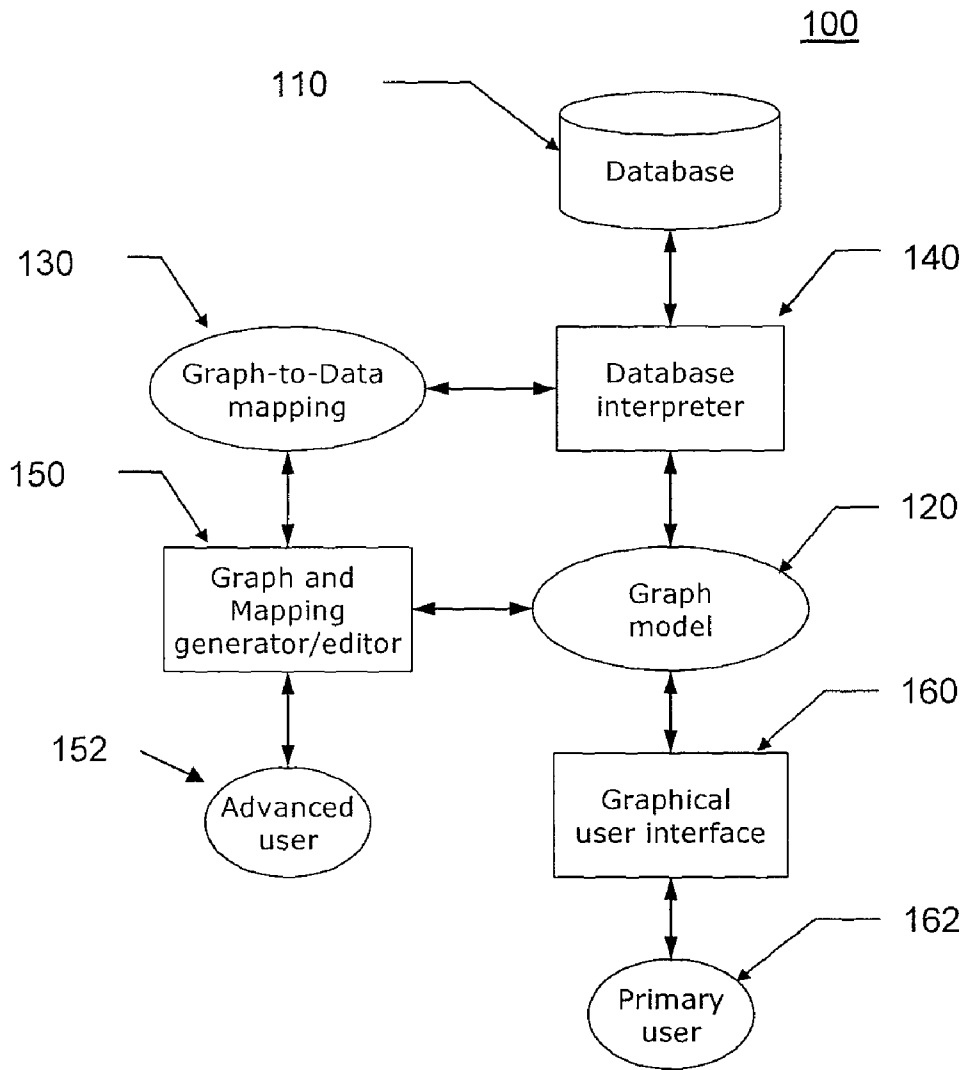 100
110
Database
130
140
Graph-to-Data
mapping
Database
interpreter
150
120
Graph and
Mapping
generator/editor
Graph
model
160
152
Advanced
user
Graphical
user interface
162
Primary
user